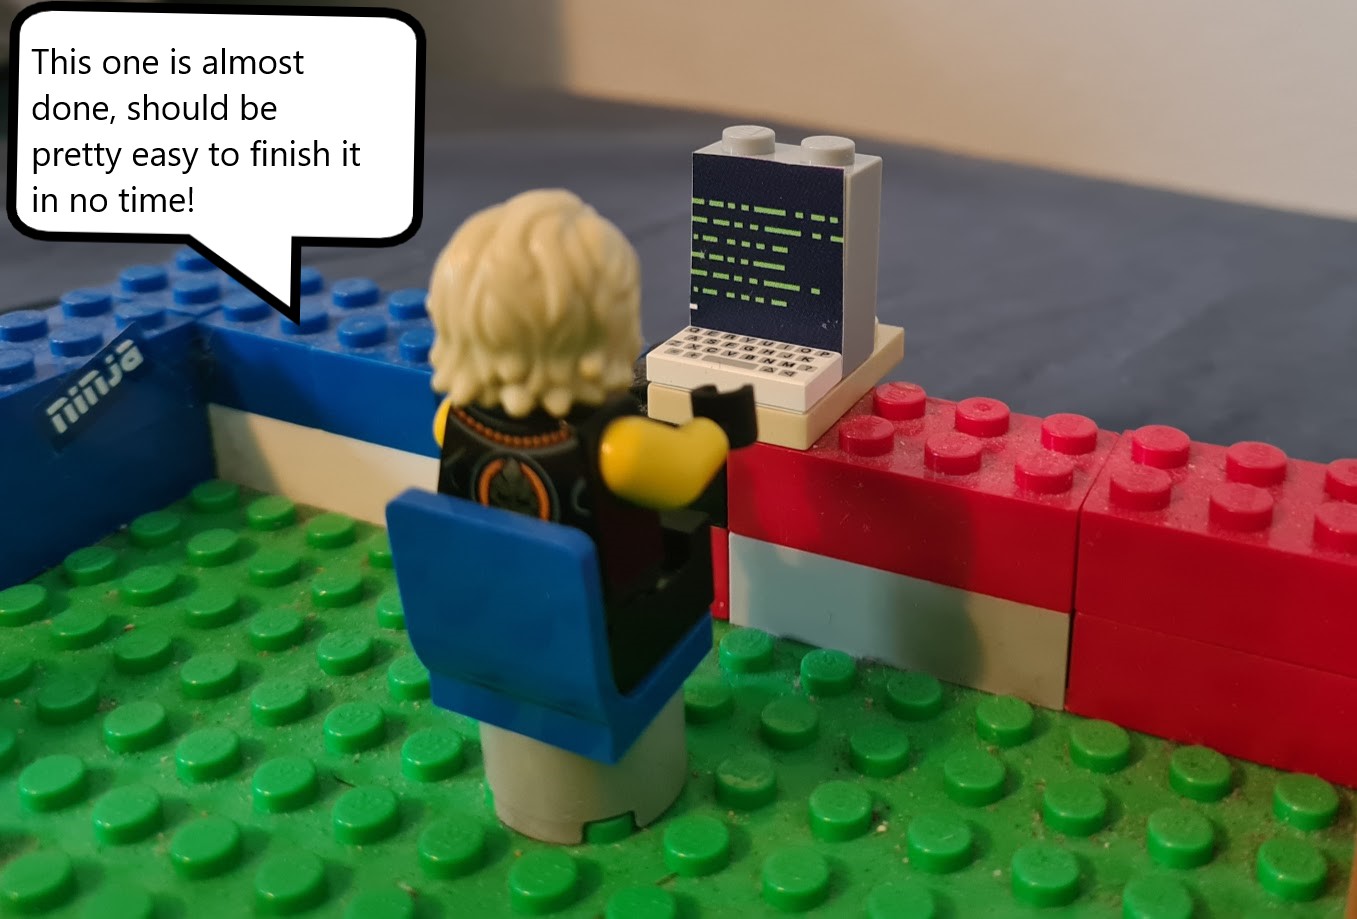 This one is almost
done, should be
pretty easy to finish it
in no time!
ninja